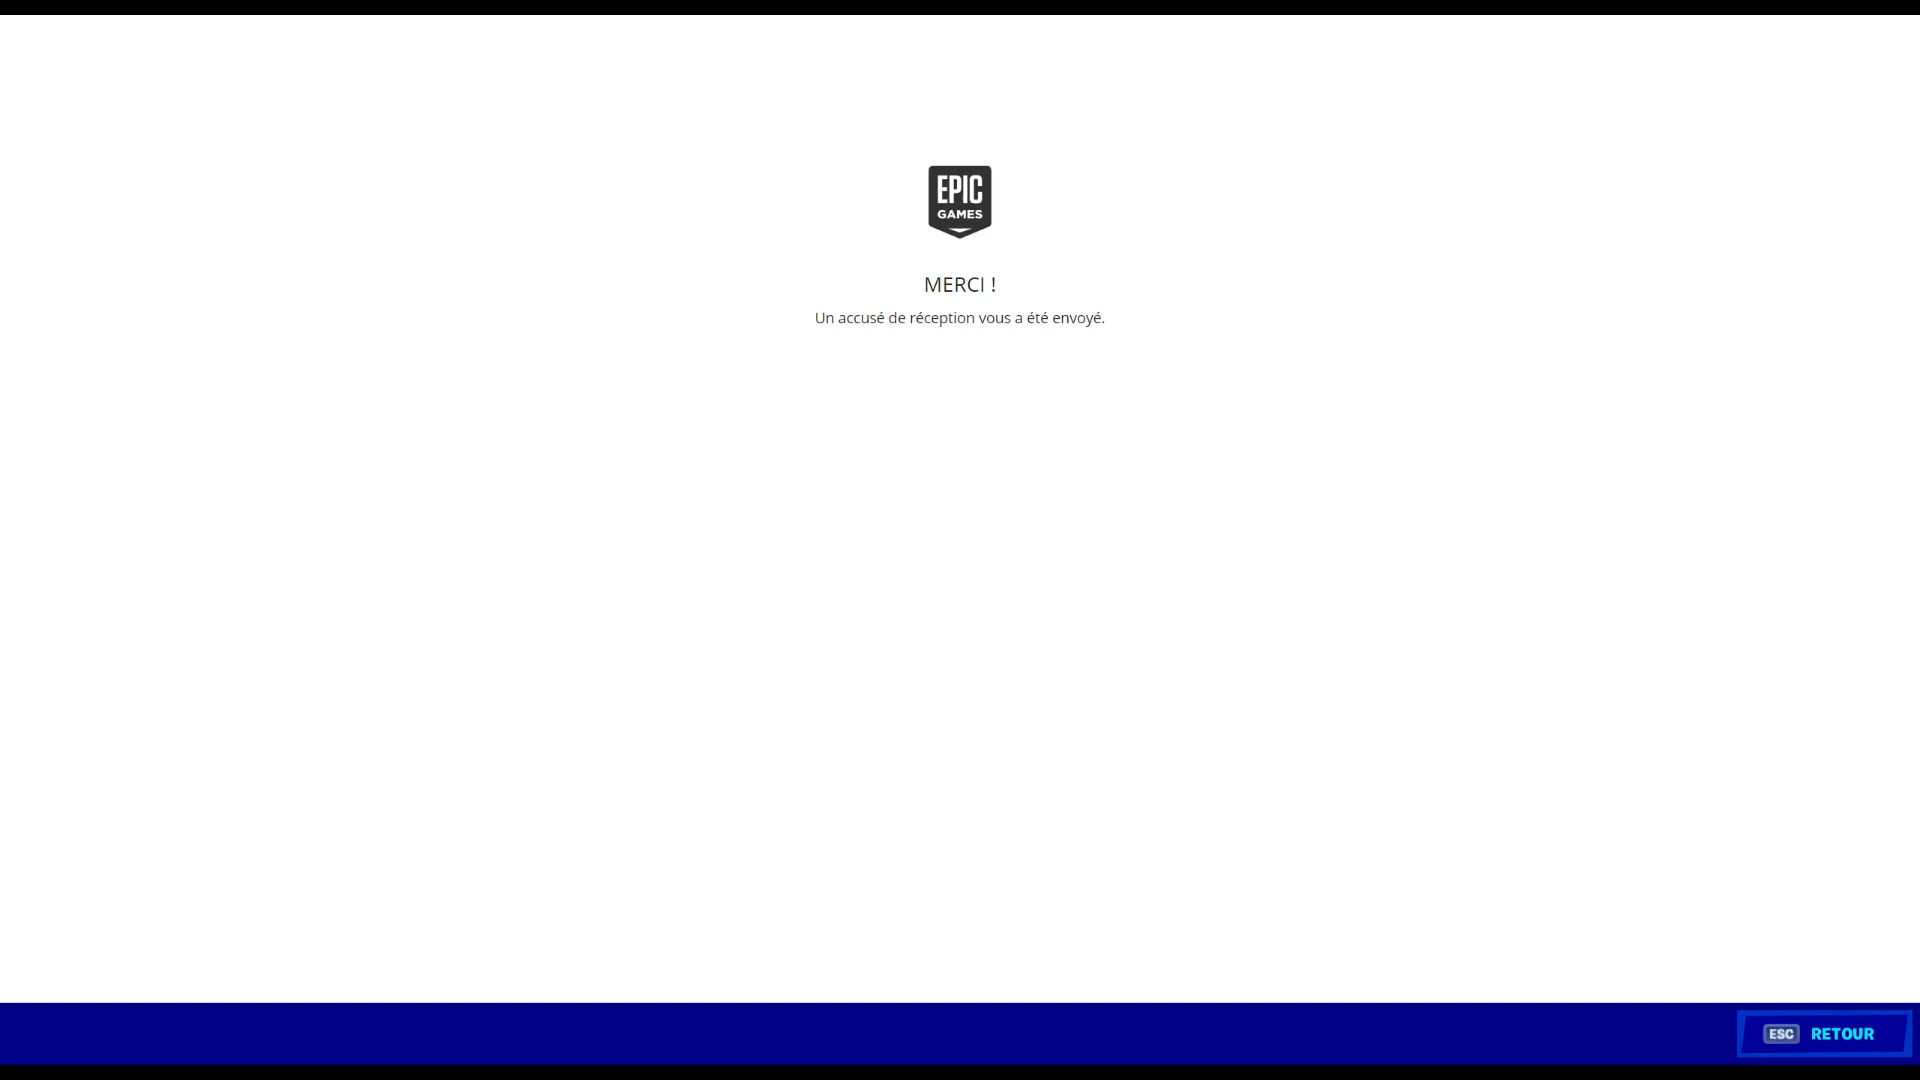 EPIC
GAMES
MERCI !
Un accusé de réception vous a été envoyé.
ESC RETOUR